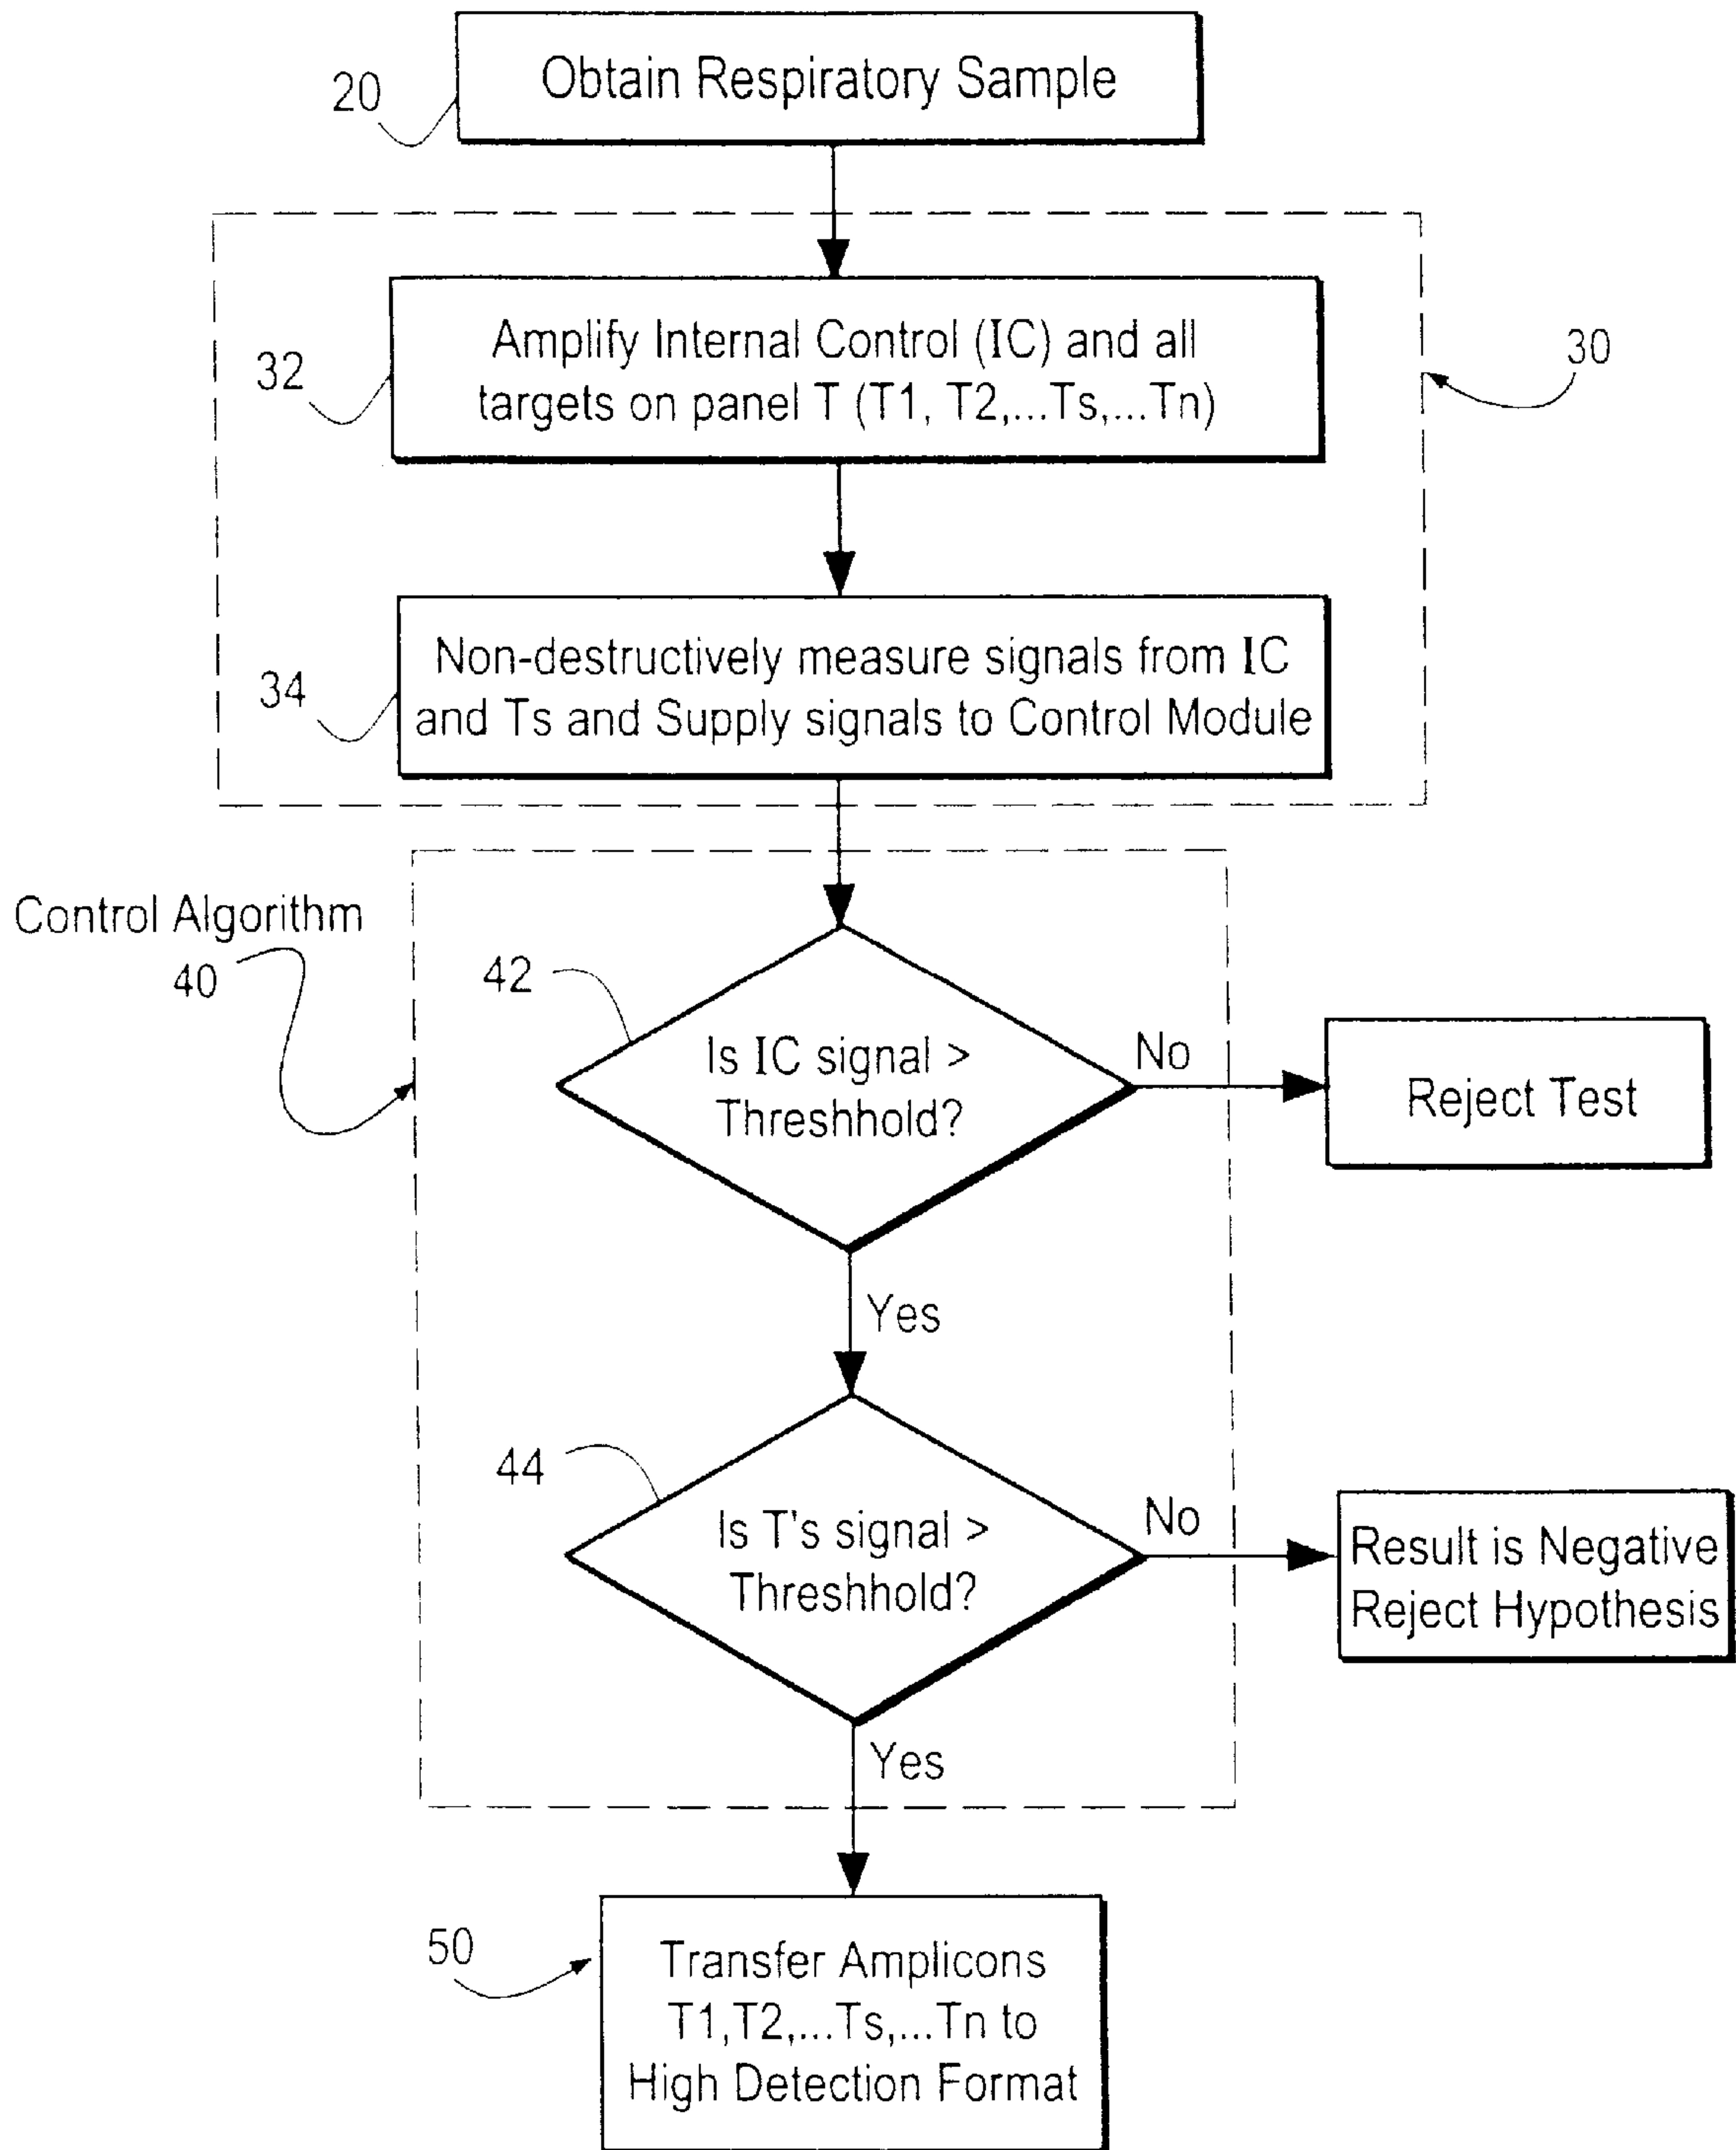 Obtain Respiratory Sample
20
Amplify Internal Control (IC) and all
targets on panel T (T1, T2,...Ts,...Tn)
32
30
Non-destructively measure signals from IC
and Ts and Supply signals to Control Module
34
Control Algorithm
40
42
Is IC signal >
Threshhold?
No
Reject Test
Yes
44
Is T's signal >
Threshhold?
No
Result is Negative
Reject Hypothesis
Yes
50
Transfer Amplicons
T1,T2,...Ts,...Tn to
High Detection Format